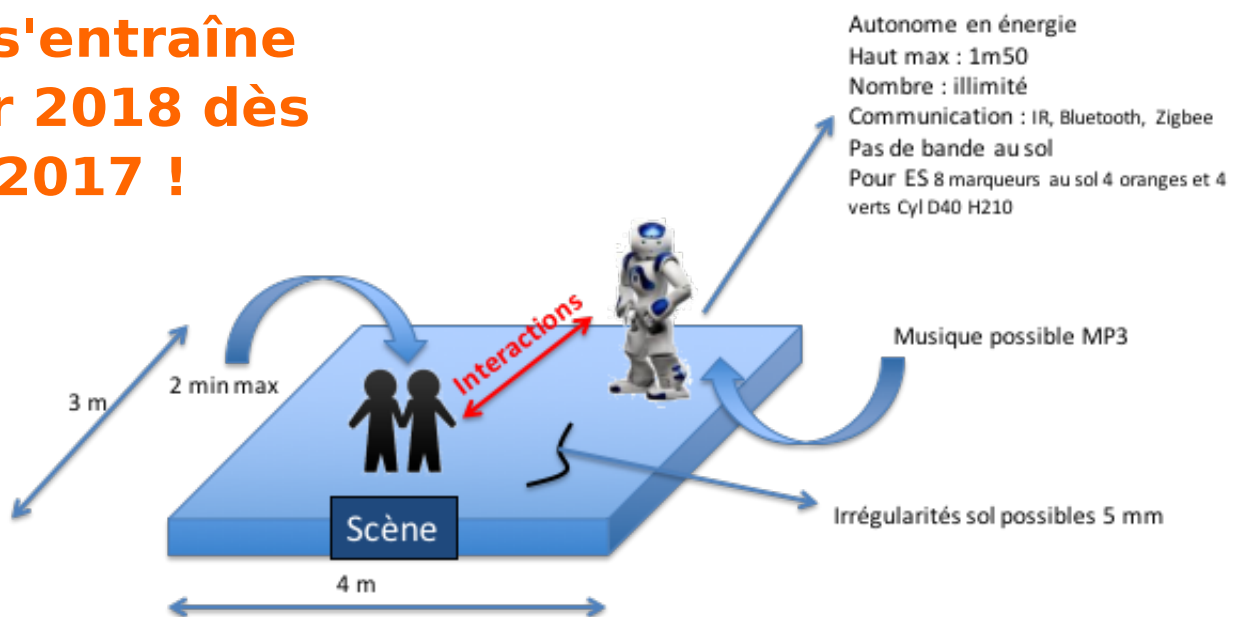 s'entraîne
r 2018 dès
2017 !
Autonome en énergie
Haut max : 1m50
Nombre : illimité
Communication : IR, Bluetooth, Zigbee
Pas de bande au sol
Pour ES 8 marqueurs au sol 4 oranges et 4
verts Cyl D40 H210
Interactions
Musique possible MP3
2 min max
3 m
Irrégularités sol possibles 5 mm
Scène
4 m